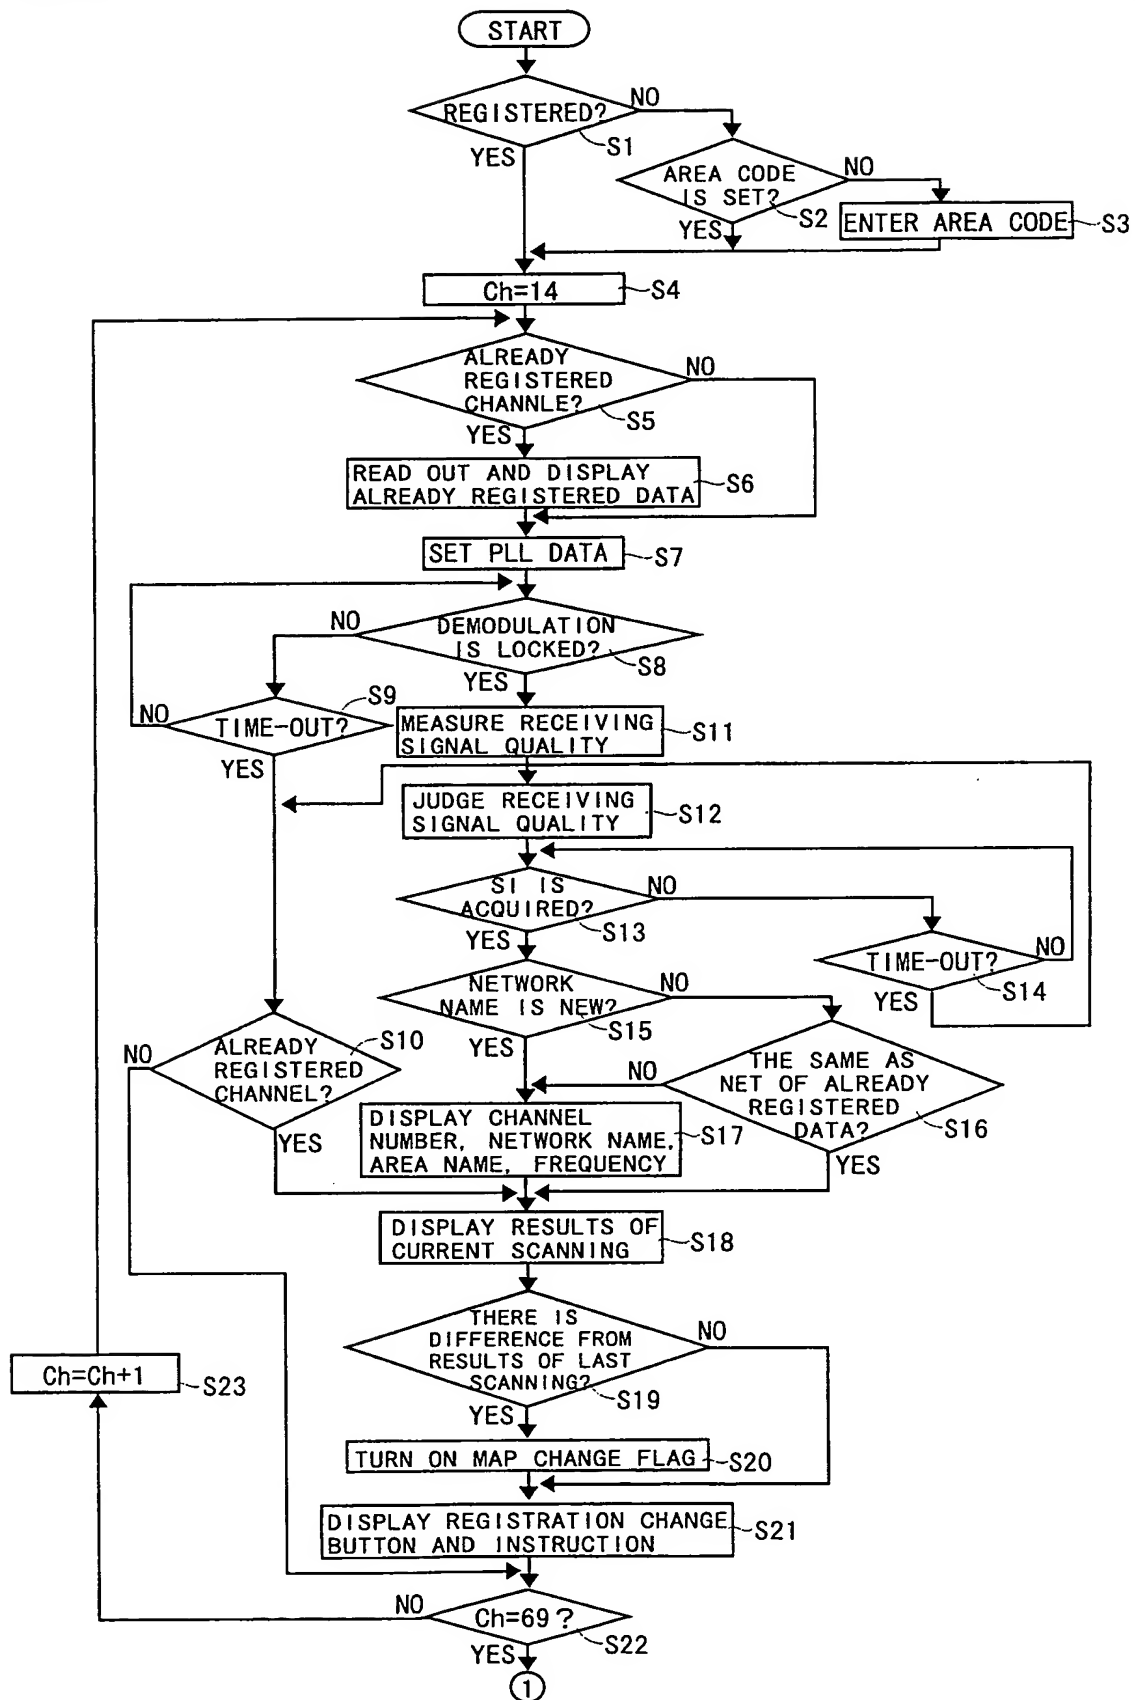 START
REGISTERED?
NO
S1
YES
AREA CODE
IS SET?
NO
S2
YES
ENTER AREA CODE
S3
Ch=14
S4
ALREADY
REGISTERED
CHANNLE?
NO
S5
YES
READ OUT AND DISPLAY
ALREADY REGISTERED DATA
S6
SET PLL DATA
S7
NO
DEMODULATION
IS LOCKED?
S8
YES
S9
NO
TIME-OUT?
YES
MEASURE RECEIVING
SIGNAL QUALITY
S11
JUDGE RECEIVING
SIGNAL QUALITY
S12
SI IS
ACQUIRED?
NO
S13
YES
TIME-OUT?
NO
S14
YES
NETWORK
NAME IS NEW?
NO
S15
YES
S10
NO
ALREADY
REGISTERED
CHANNEL?
YES
NO
THE SAME AS
NET OF ALREADY
REGISTERED
DATA?
S16
YES
DISPLAY CHANNEL
NUMBER, NETWORK NAME,
AREA NAME, FREQUENCY
S17
DISPLAY RESULTS OF
CURRENT SCANNING
S18
THERE IS
DIFFERENCE FROM
RESULTS OF LAST
SCANNING?
NO
S19
YES
Ch=Ch+1
S23
TURN ON MAP CHANGE FLAG
S20
DISPLAY REGISTRATION CHANGE
BUTTON AND INSTRUCTION
S21
NO
Ch=69?
S22
YES
1